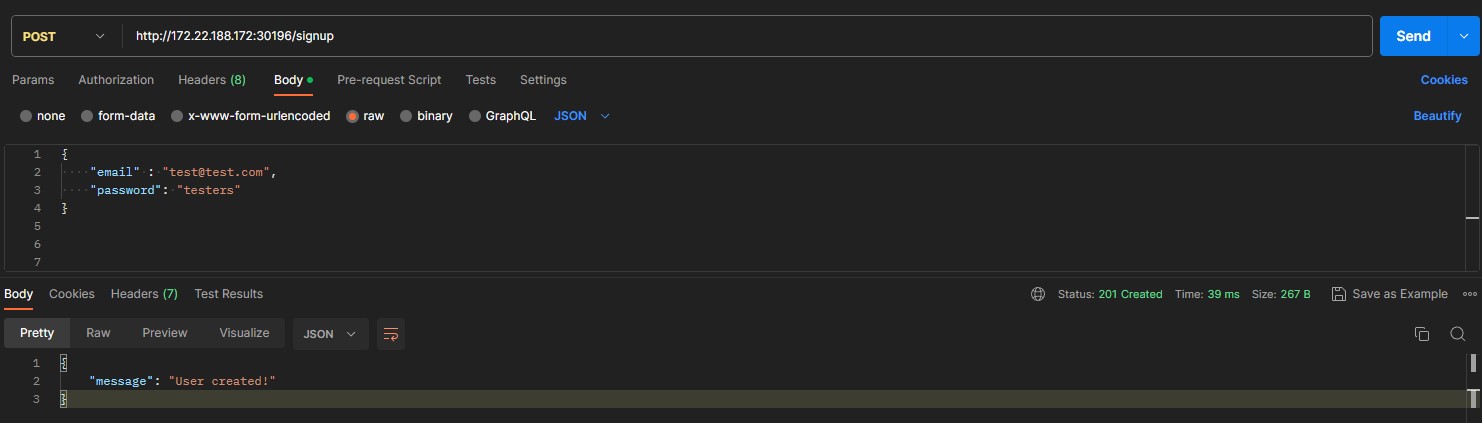 POST http://172.22.188.172:30196/signup Send
Params Authorization Headers (8) Body Pre-request Script Tests Settings Cookies
none form-data x-www-form-urlencoded raw binary GraphQL JSON Beautify
1 {
2 "email" : "test@test.com",
3 "password": "testers"
4 }
5
6
7
Body Cookies Headers (7) Test Results Status: 201 Created Time: 39 ms Size: 267 B Save as Example
Pretty Raw Preview Visualize JSON
1 {
2 "message": "User created!"
3 }